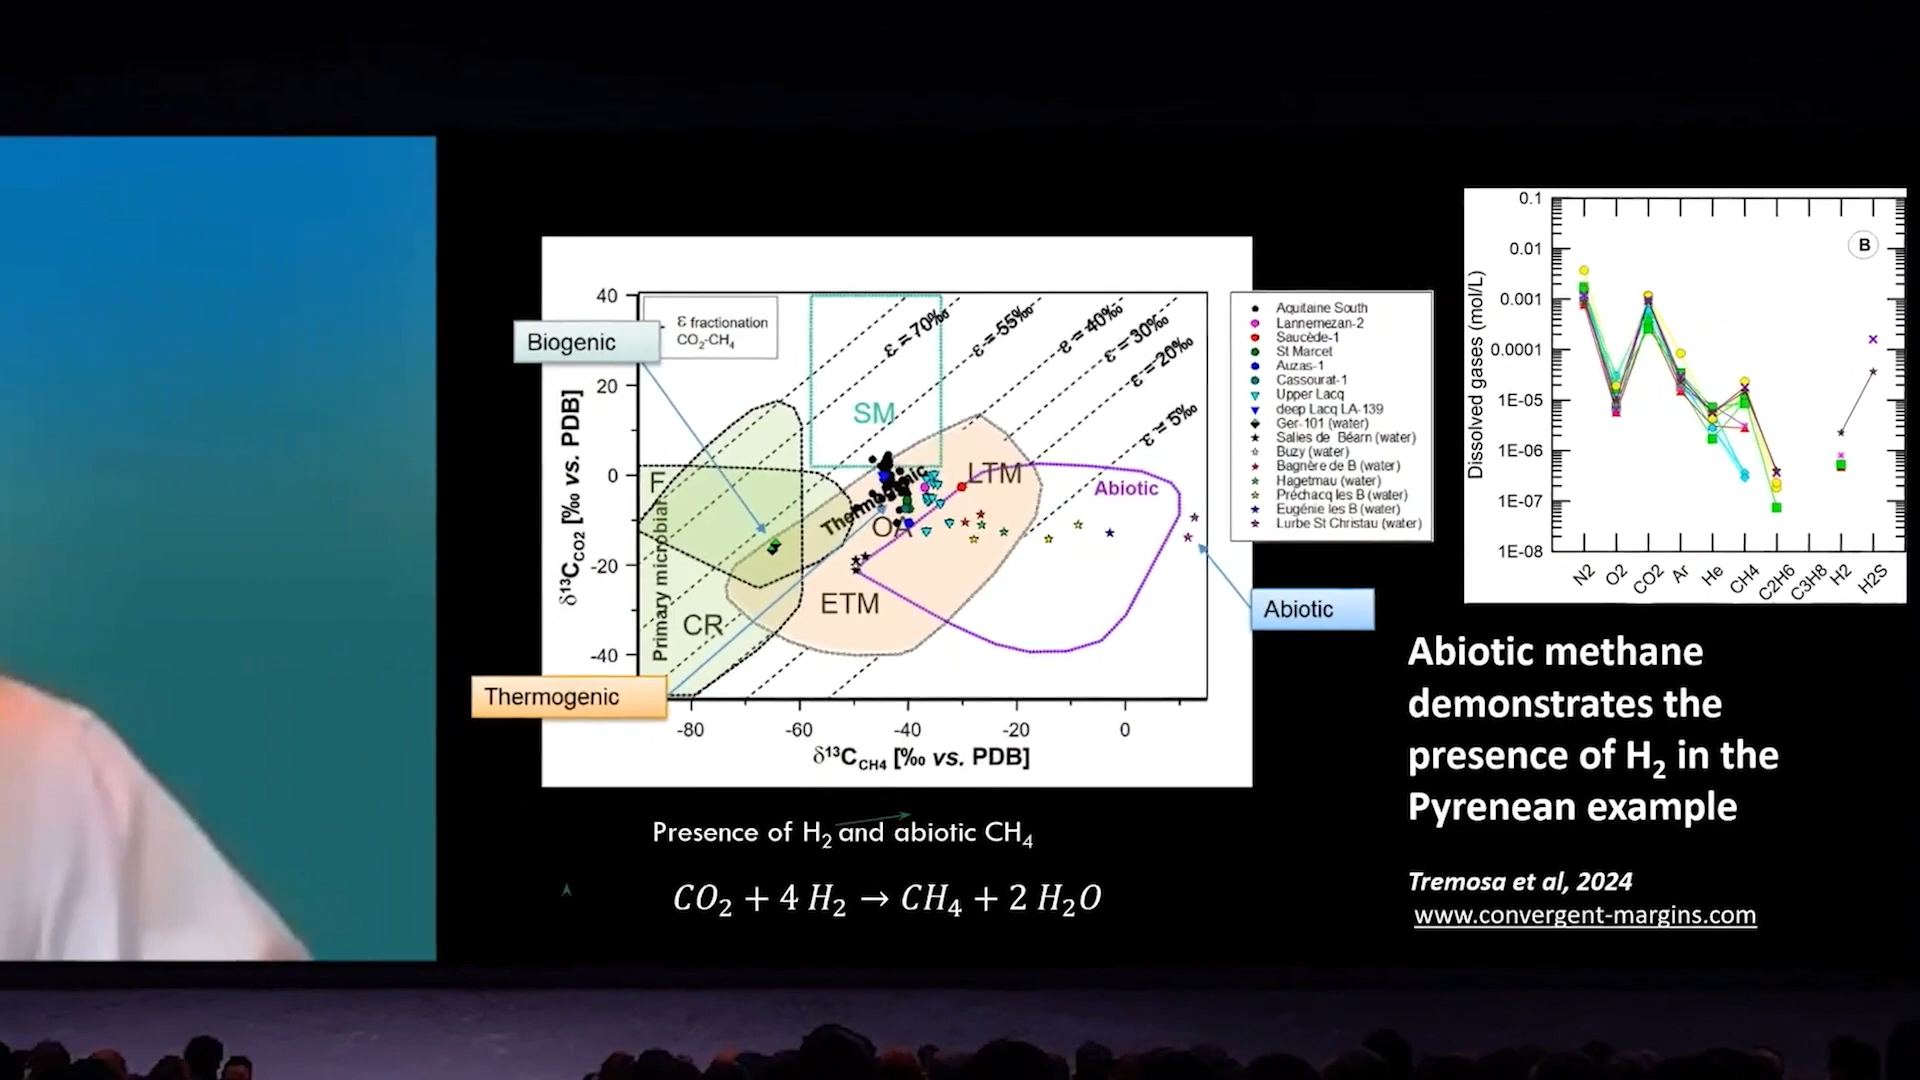 40
20
0
-20
-40
-80
-60
-40
-20
0
δ¹³C_CO2 [‰ vs. PDB]
δ¹³C_CH4 [‰ vs. PDB]
ε fractionation
CO₂-CH₄
Biogenic
Thermogenic
Abiotic
ε = 70‰
ε = 55‰
ε = 40‰
ε = 30‰
ε = 20‰
ε = 5‰
SM
F
Primary microbial
CR
Thermogenic
OA
LTM
ETM
Abiotic
Aquitaine South
Lannemezan-2
Saucède-1
St Marcet
Auzas-1
Cassourat-1
Upper Lacq
deep Lacq LA-139
Ger-101 (water)
Salies de Béarn (water)
Buzy (water)
Bagnère de B (water)
Hagetmau (water)
Préchacq les B (water)
Eugénie les B (water)
Lurbe St Christau (water)
Presence of H₂ and abiotic CH₄
CO₂ + 4 H₂ → CH₄ + 2 H₂O
B
Dissolved gases (mol/L)
0.1
0.01
0.001
0.0001
1E-05
1E-06
1E-07
1E-08
N2
O2
CO2
Ar
He
CH4
C2H6
C3H8
H2
H2S
Abiotic methane
demonstrates the
presence of H₂ in the
Pyrenean example
Tremosa et al, 2024
www.convergent-margins.com